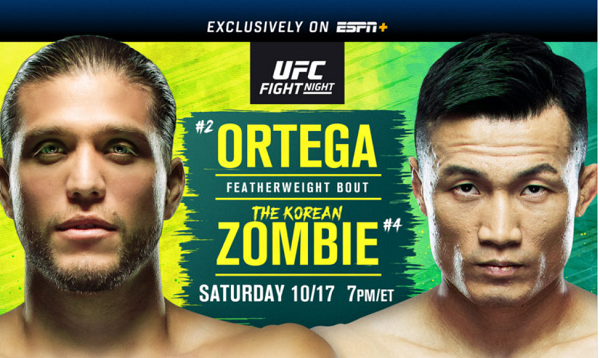 EXCLUSIVELY ON ESPN+
UFC
FIGHT NIGHT
#2 ORTEGA
FEATHERWEIGHT BOUT
THE KOREAN
ZOMBIE #4
SATURDAY 10/17 7PM/ET